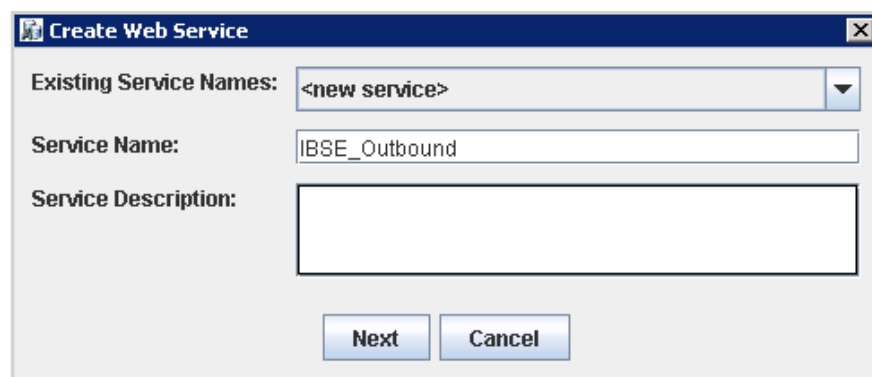 Create Web Service
Existing Service Names: <new service>
Service Name: IBSE_Outbound
Service Description:
Next Cancel